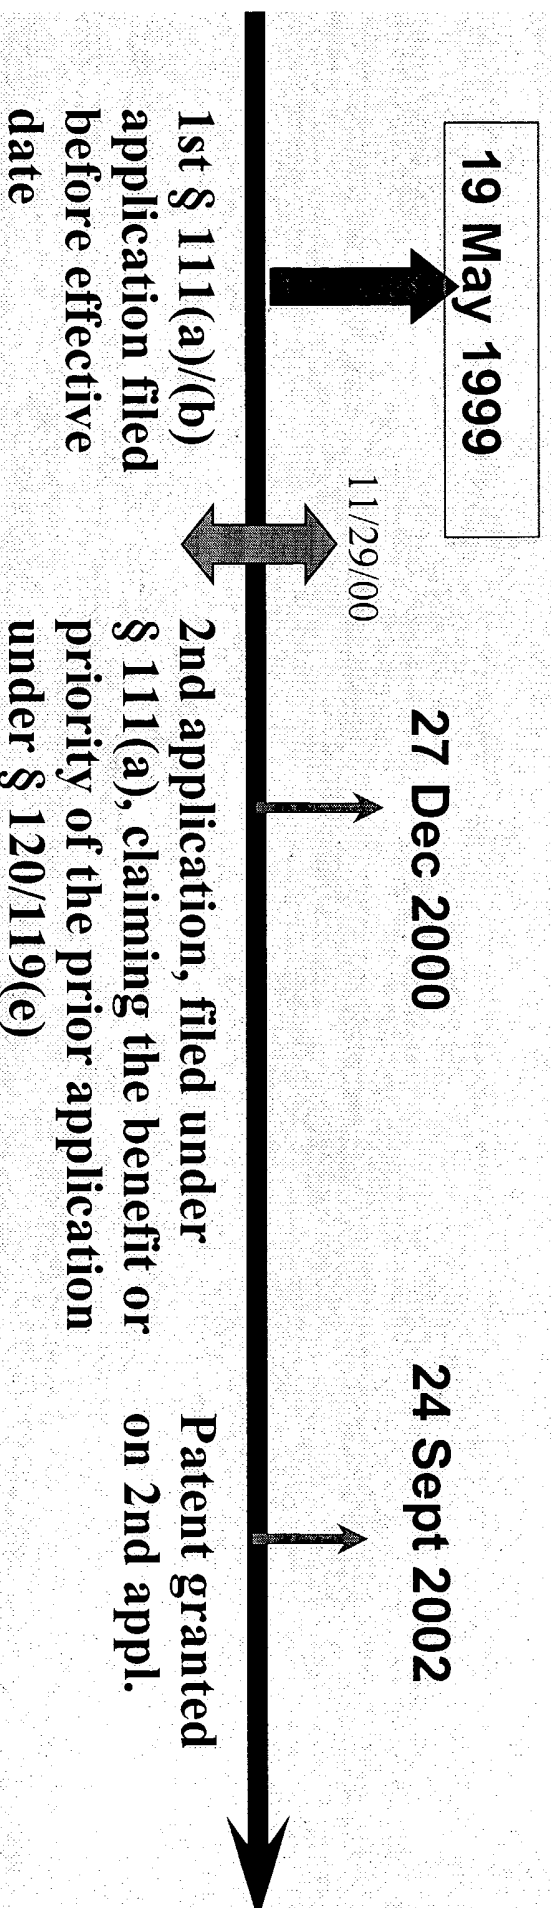 19 May 1999
11/29/00
27 Dec 2000
24 Sept 2002
1st § 111(a)/(b)
application filed
before effective
date
2nd application, filed under
§ 111(a), claiming the benefit or
priority of the prior application
under § 120/119(e)
Patent granted
on 2nd appl.